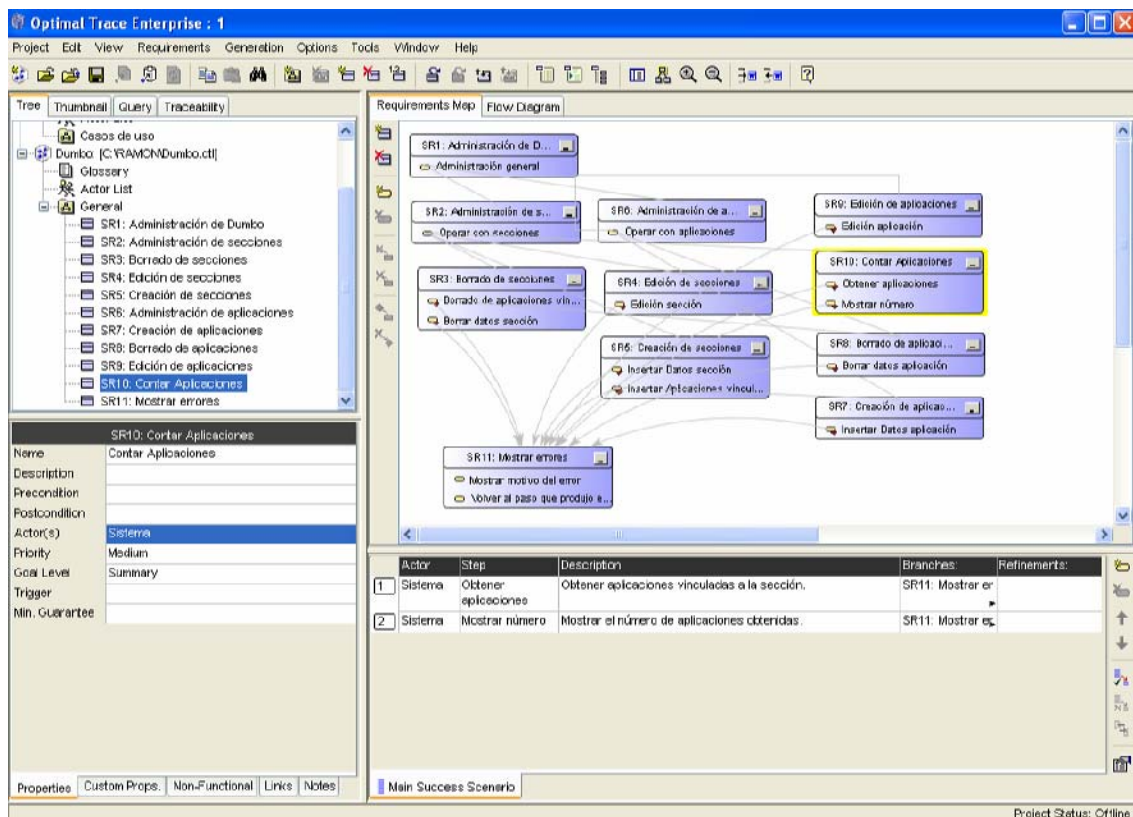 Optimal Trace Enterprise : 1
Project Edit View Requirements Generation Options Tools Window Help
Tree Thumbnail Query Traceability
Casos de uso
Dumbo [C:\RAMON\Dumbo.ctl]
Glossary
Actor List
General
SR1: Administración de Dumbo
SR2: Administración de secciones
SR3: Borrado de secciones
SR4: Edición de secciones
SR5: Creación de secciones
SR6: Administración de aplicaciones
SR7: Creación de aplicaciones
SR8: Borrado de aplicaciones
SR9: Edición de aplicaciones
SR10: Contar Aplicaciones
SR11: Mostrar errores
SR10: Contar Aplicaciones
Name Contar Aplicaciones
Description
Precondition
Postcondition
Actor(s) Sistema
Priority Medium
Goal Level Summary
Trigger
Min. Guarantee
Properties Custom Props. Non-Functional Links Notes
Requirements Map Flow Diagram
SR1: Administración de D...
Administración general
SR2: Administración de s...
Operar con secciones
SR6: Administración de a...
Operar con aplicaciones
SR9: Edición de aplicaciones
Edición aplicación
SR10: Contar Aplicaciones
Obtener aplicaciones
Mostrar número
SR3: Borrado de secciones
Borrado de aplicaciones vin...
Borrar datos sección
SR4: Edición de secciones
Edición sección
SR5: Creación de secciones
Insertar Datos sección
Insertar Aplicaciones vincul...
SR8: Borrado de aplicaci...
Borrar datos aplicación
SR7: Creación de aplicac...
Insertar Datos aplicación
SR11: Mostrar errores
Mostrar motivo del error
Volver al paso que produjo e...
Actor Step Description Branches: Refinements:
1 Sistema Obtener aplicaciones Obtener aplicaciones vinculadas a la sección. SR11: Mostrar er
2 Sistema Mostrar número Mostrar el número de aplicaciones obtenidas. SR11: Mostrar er
Main Success Scenario
Project Status: Offline